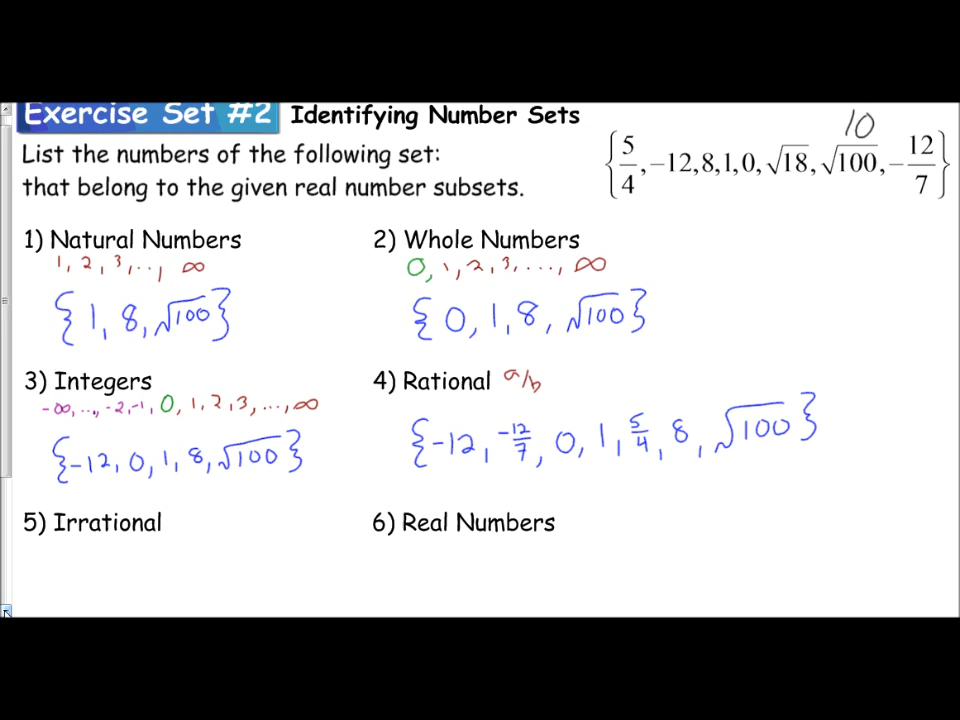 Exercise Set #2 Identifying Number Sets
10
List the numbers of the following set:
that belong to the given real number subsets.
{5/4, -12, 8, 1, 0, √18, √100, -12/7}
1) Natural Numbers
1, 2, 3, ..., ∞
{1, 8, √100}
2) Whole Numbers
0, 1, 2, 3, ..., ∞
{0, 1, 8, √100}
3) Integers
-∞, ..., -2, -1, 0, 1, 2, 3, ..., ∞
{-12, 0, 1, 8, √100}
4) Rational a/b
{-12, -12/7, 0, 1, 5/4, 8, √100}
5) Irrational
6) Real Numbers